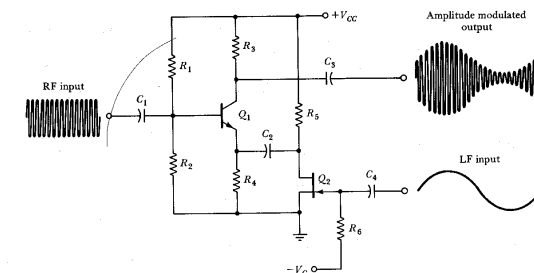 +V_CC
Amplitude modulated
output
R_1
R_3
C_3
RF input
C_1
Q_1
R_5
C_2
LF input
R_2
R_4
Q_2
C_4
R_6